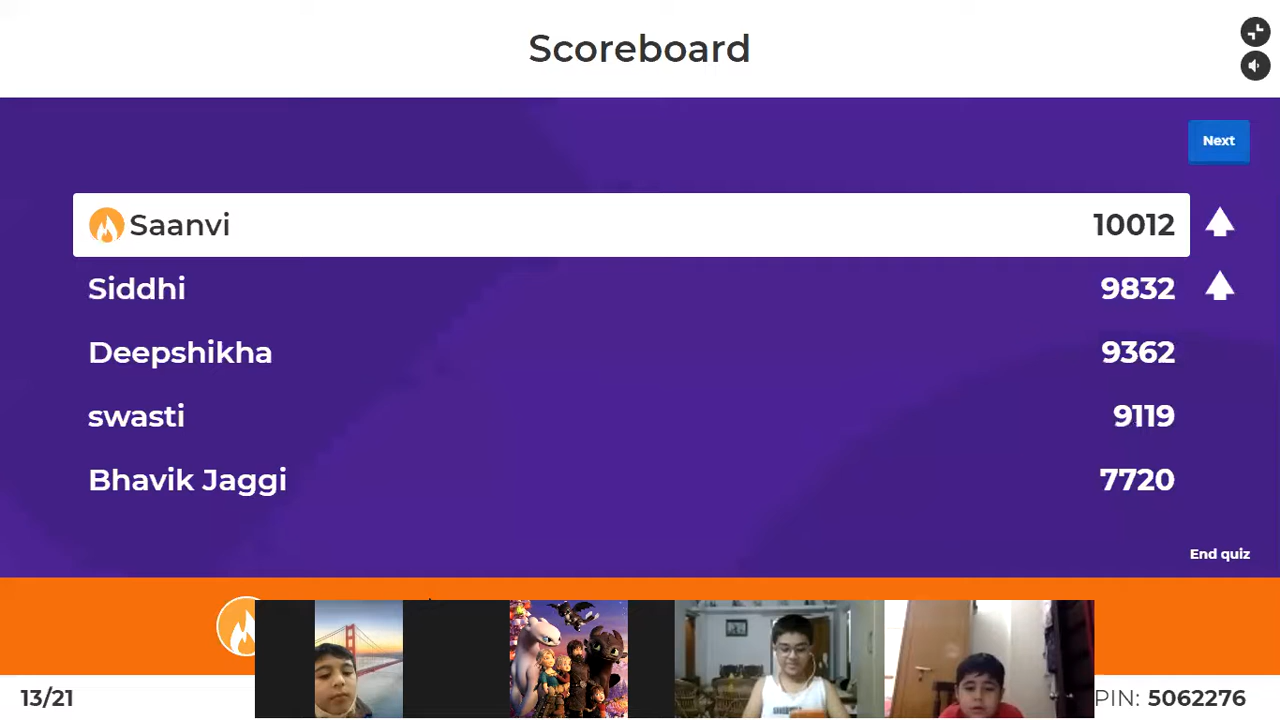 Scoreboard
Next
Saanvi 10012
Siddhi 9832
Deepshikha 9362
swasti 9119
Bhavik Jaggi 7720
End quiz
13/21
PIN: 5062276